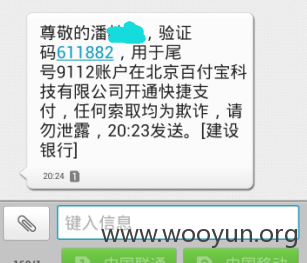 尊敬的潘 ，验证
码611882，用于尾
号9112账户在北京百付宝科
技有限公司开通快捷支
付，任何索取均为欺诈，请
勿泄露，20:23发送。[建设
银行]
20:24 1
键入信息
www.wooyun.org
160/1 中国联通 中国移动